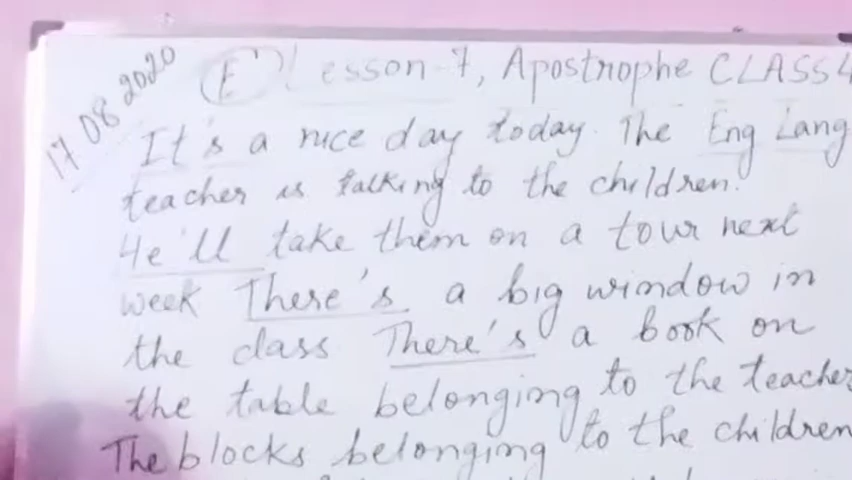 17 08 2020
E Lesson-7, Apostrophe CLASS 4
It's a nice day today. The Eng Lang
teacher is talking to the children.
He'll take them on a tour next
week There's a big window in
the class There's a book on
the table belonging to the teacher
The blocks belonging to the children